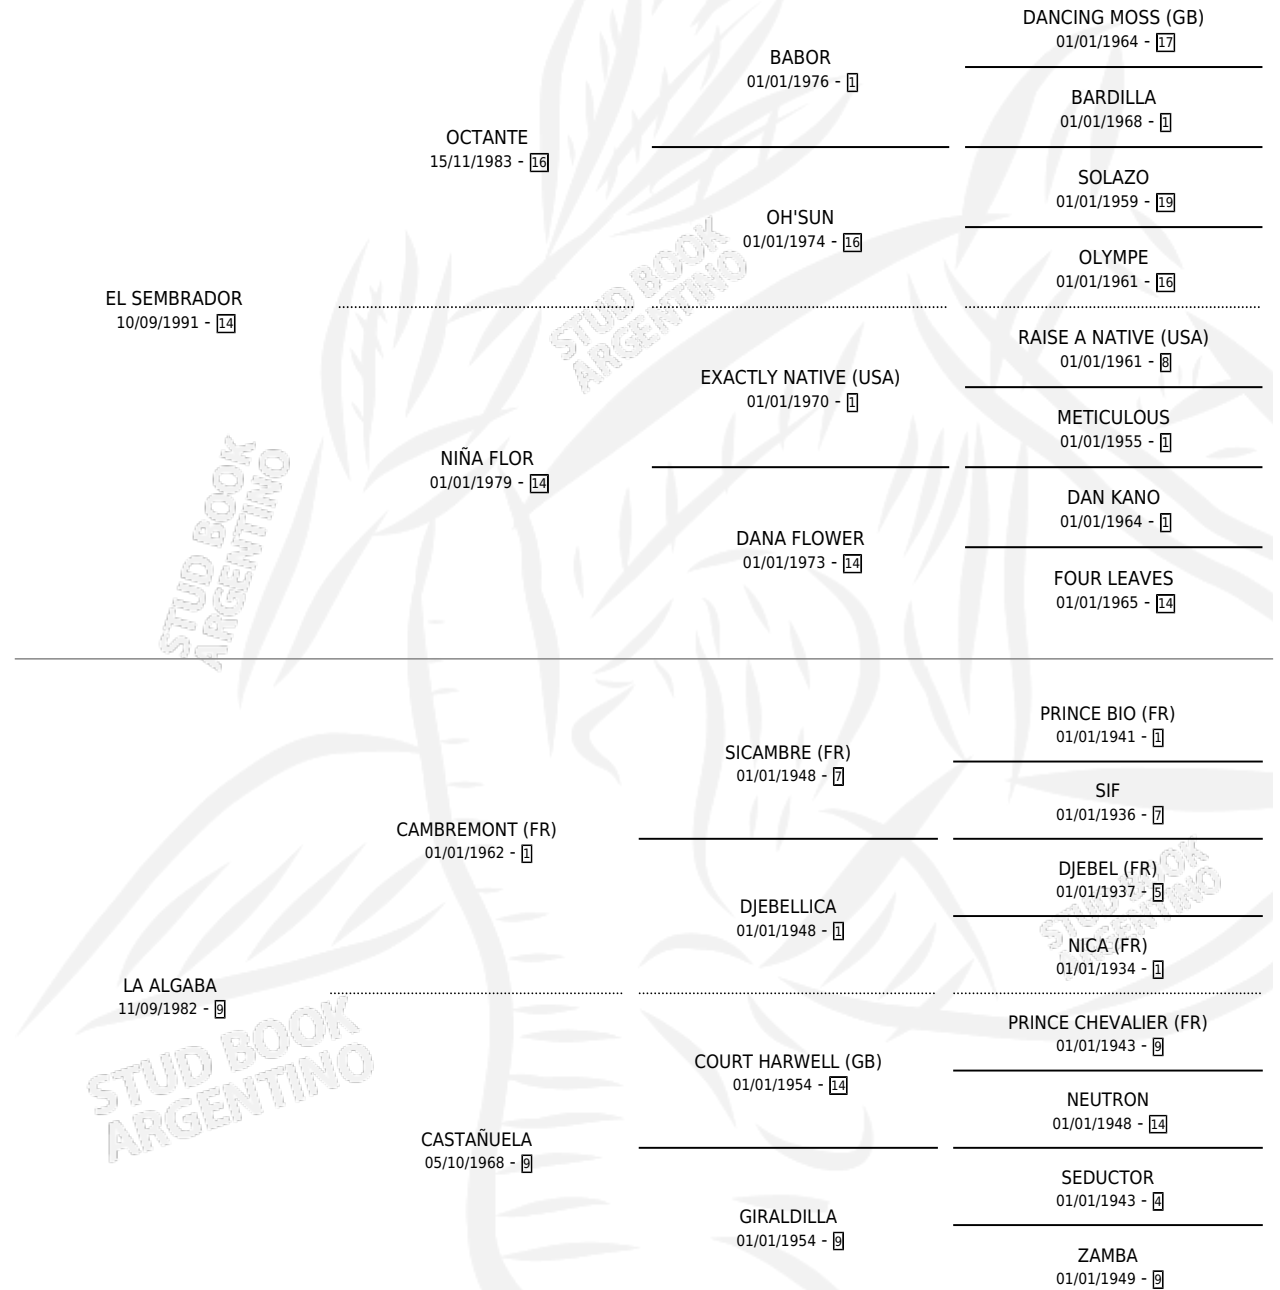 DANCING MOSS (GB)
01/01/1964 - 17
BABOR
01/01/1976 - 1
BARDILLA
01/01/1968 - 1
OCTANTE
15/11/1983 - 16
SOLAZO
01/01/1959 - 19
OH'SUN
01/01/1974 - 16
OLYMPE
01/01/1961 - 16
EL SEMBRADOR
10/09/1991 - 14
RAISE A NATIVE (USA)
01/01/1961 - 8
EXACTLY NATIVE (USA)
01/01/1970 - 1
METICULOUS
01/01/1955 - 1
NIÑA FLOR
01/01/1979 - 14
DAN KANO
01/01/1964 - 1
DANA FLOWER
01/01/1973 - 14
FOUR LEAVES
01/01/1965 - 14
STUD BOOK
ARGENTINO
STUD BOOK
ARGENTINO
PRINCE BIO (FR)
01/01/1941 - 1
SICAMBRE (FR)
01/01/1948 - 7
SIF
01/01/1936 - 7
CAMBREMONT (FR)
01/01/1962 - 1
DJEBEL (FR)
01/01/1937 - 5
DJEBELLICA
01/01/1948 - 1
NICA (FR)
01/01/1934 - 1
LA ALGABA
11/09/1982 - 9
PRINCE CHEVALIER (FR)
01/01/1943 - 9
COURT HARWELL (GB)
01/01/1954 - 14
NEUTRON
01/01/1948 - 14
CASTAÑUELA
05/10/1968 - 9
SEDUCTOR
01/01/1943 - 4
GIRALDILLA
01/01/1954 - 9
ZAMBA
01/01/1949 - 9
STUD BOOK
ARGENTINO
STUD BOOK
ARGENTINO